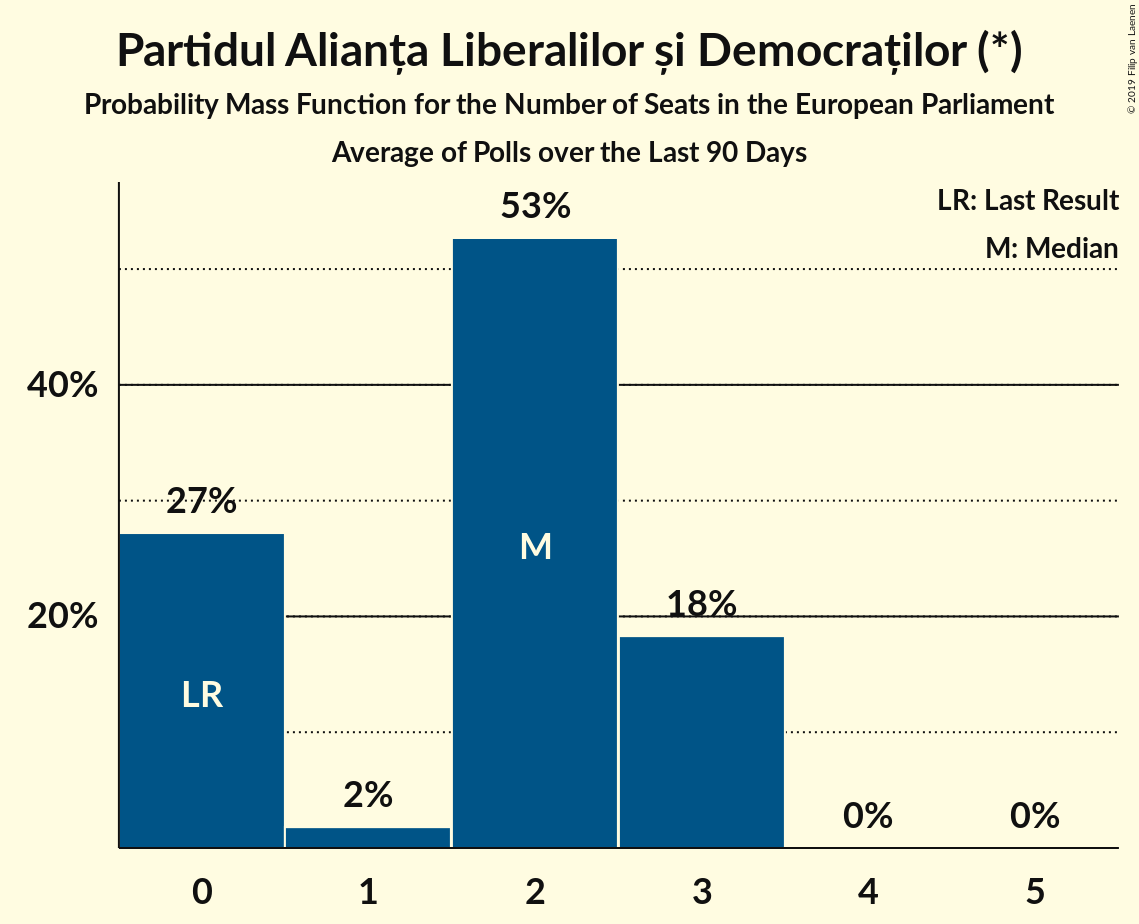 Partidul Alianța Liberalilor și Democraților (*)
Probability Mass Function for the Number of Seats in the European Parliament
Average of Polls over the Last 90 Days
© 2019 Filip van Laenen
LR: Last Result
M: Median
53%
40%
27%
M
20%
18%
LR
2%
0%
0%
0 1 2 3 4 5